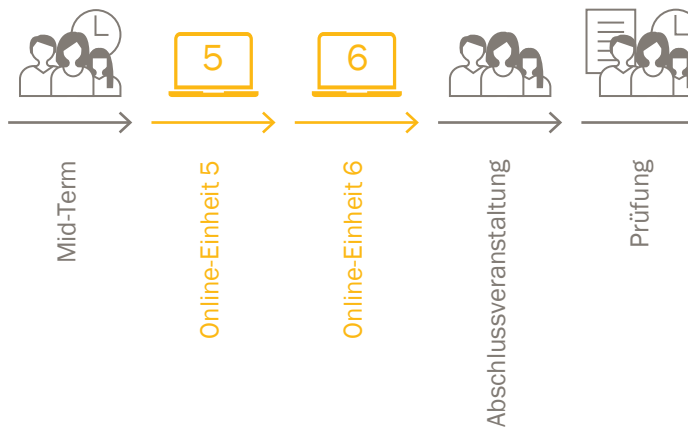 5
6
Mid-Term
Online-Einheit 5
Online-Einheit 6
Abschlussveranstaltung
Prüfung